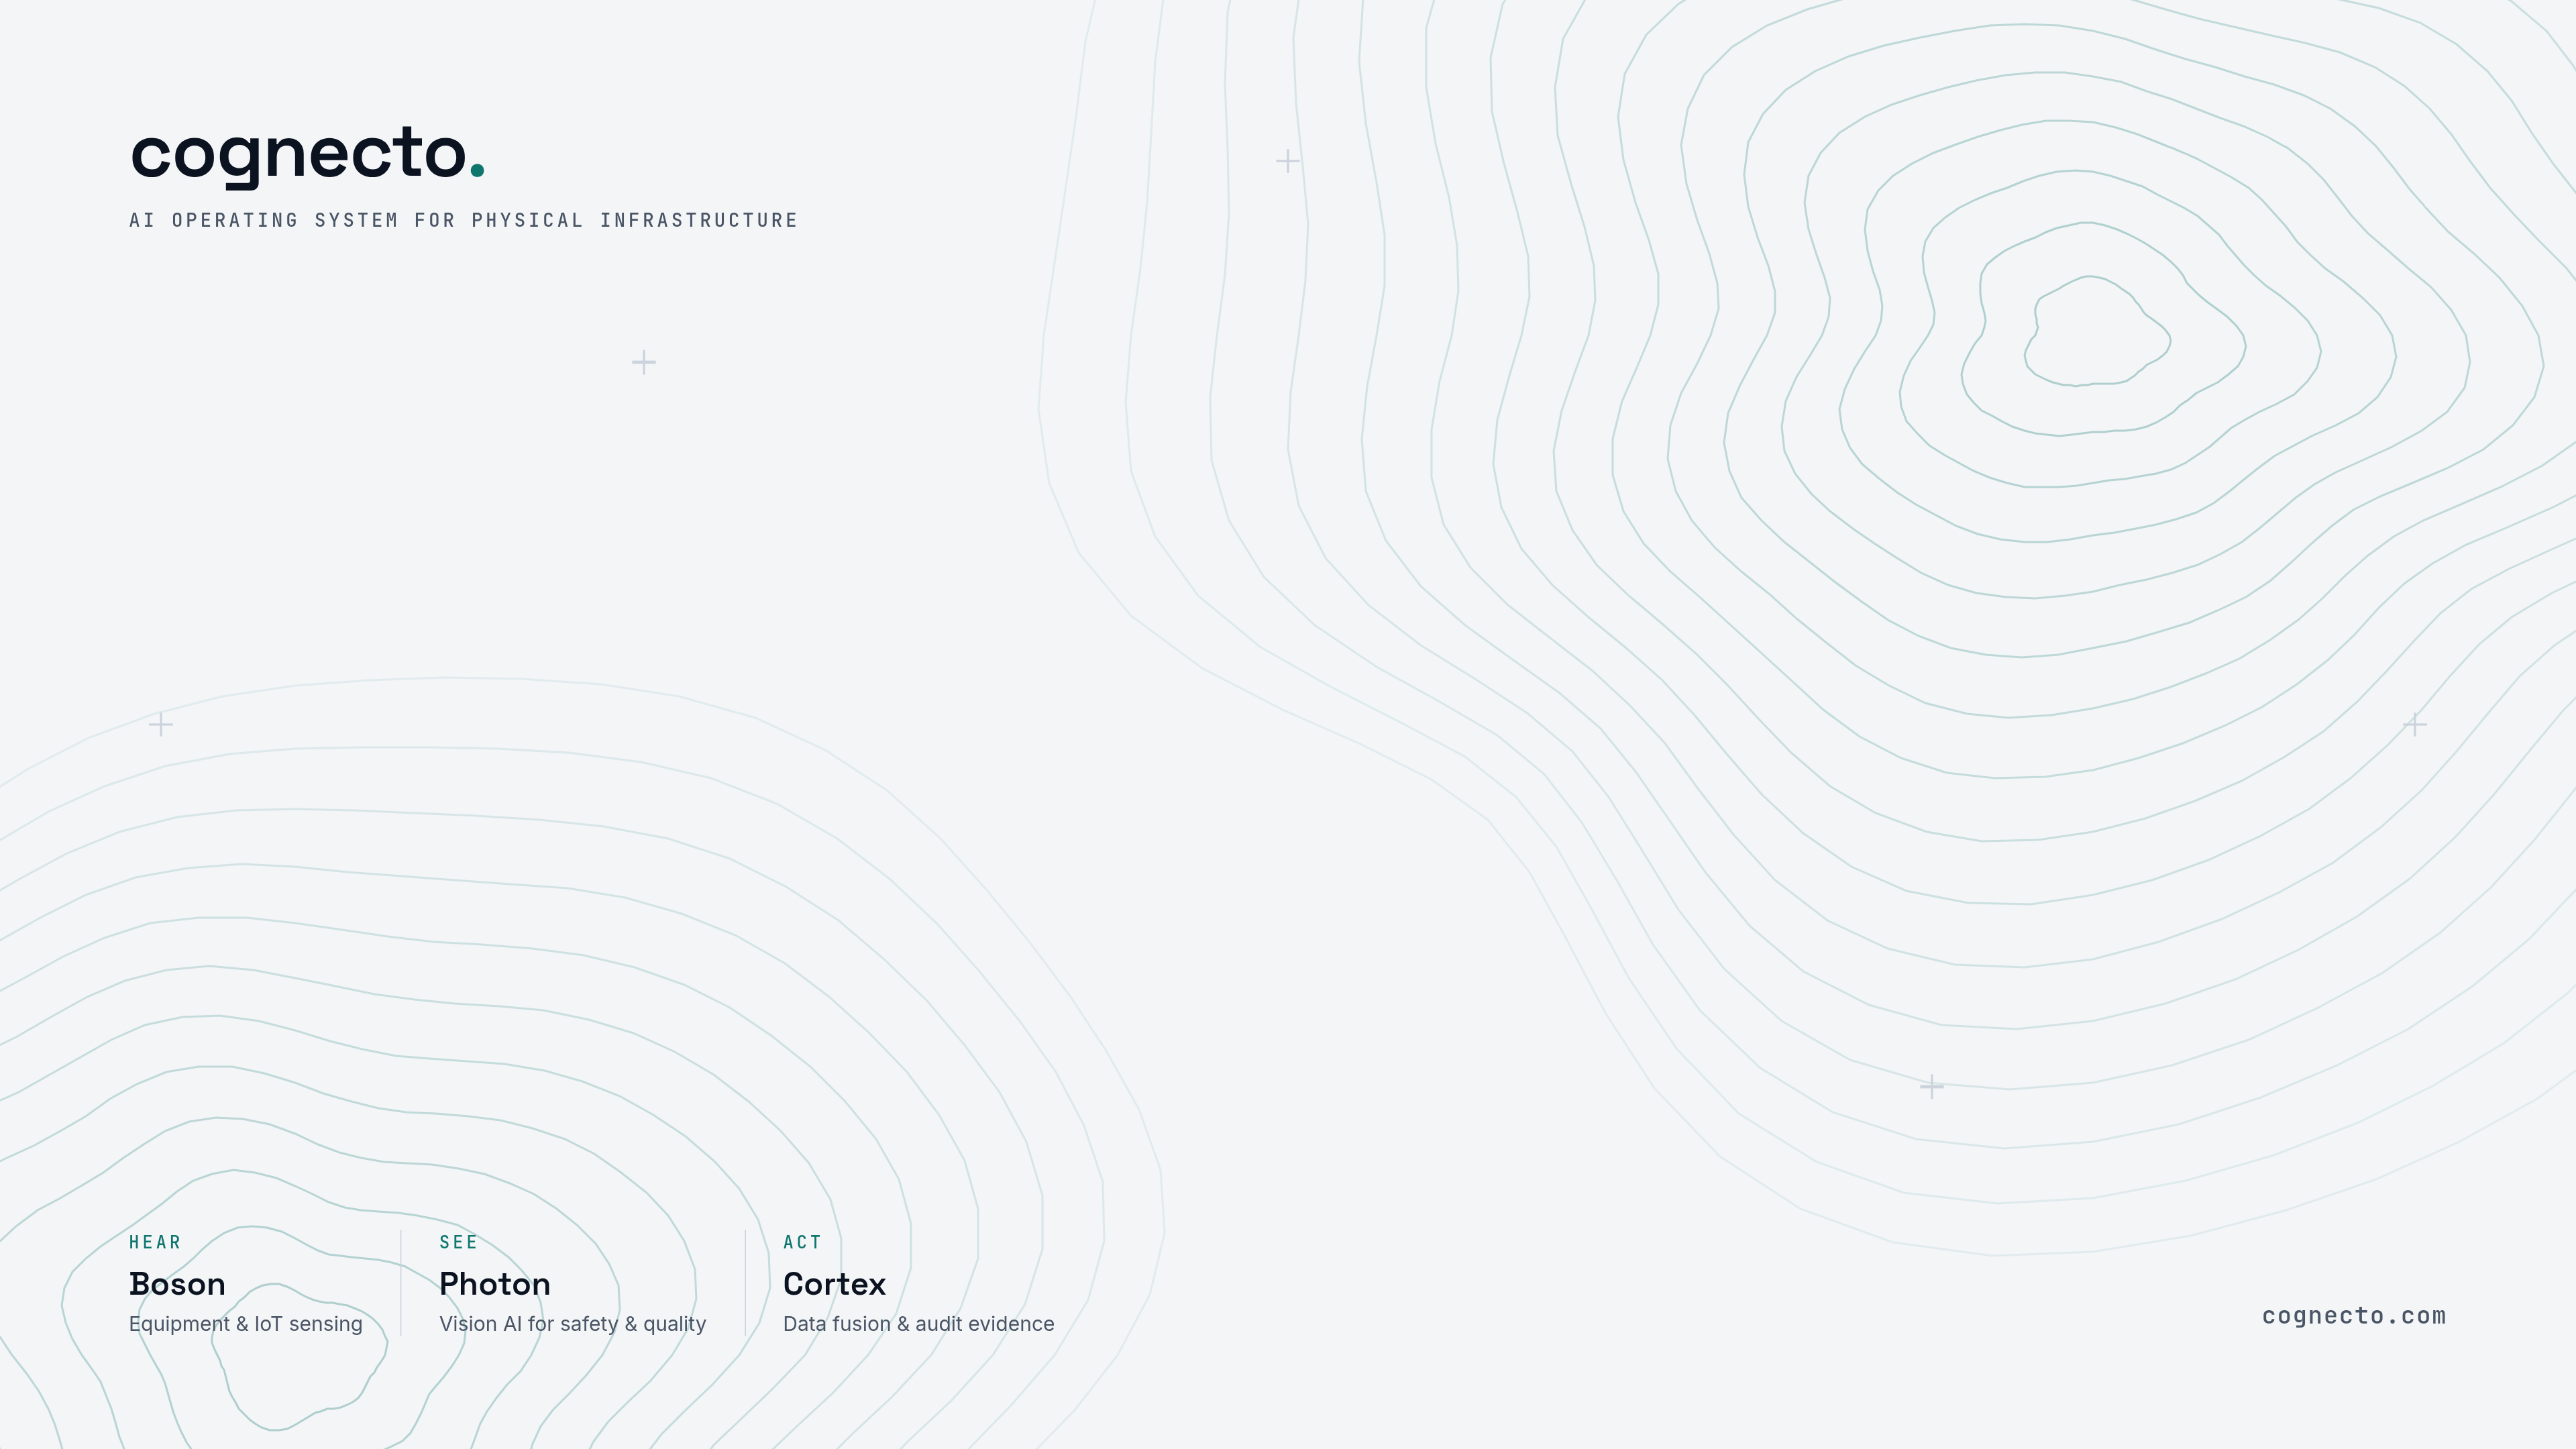 cognecto.
AI OPERATING SYSTEM FOR PHYSICAL INFRASTRUCTURE
HEAR
Boson
Equipment & IoT sensing
SEE
Photon
Vision AI for safety & quality
ACT
Cortex
Data fusion & audit evidence
cognecto.com